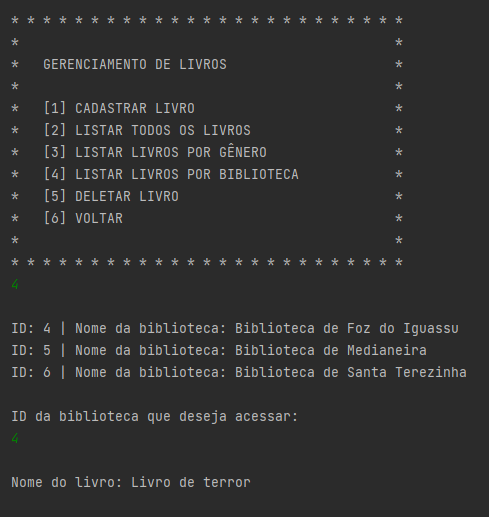 * * * * * * * * * * * * * * * * * * * * * * * * *
* *
* GERENCIAMENTO DE LIVROS *
* *
* [1] CADASTRAR LIVRO *
* [2] LISTAR TODOS OS LIVROS *
* [3] LISTAR LIVROS POR GÊNERO *
* [4] LISTAR LIVROS POR BIBLIOTECA *
* [5] DELETAR LIVRO *
* [6] VOLTAR *
* *
* * * * * * * * * * * * * * * * * * * * * * * * *
4
ID: 4 | Nome da biblioteca: Biblioteca de Foz do Iguassu
ID: 5 | Nome da biblioteca: Biblioteca de Medianeira
ID: 6 | Nome da biblioteca: Biblioteca de Santa Terezinha
ID da biblioteca que deseja acessar:
4
Nome do livro: Livro de terror